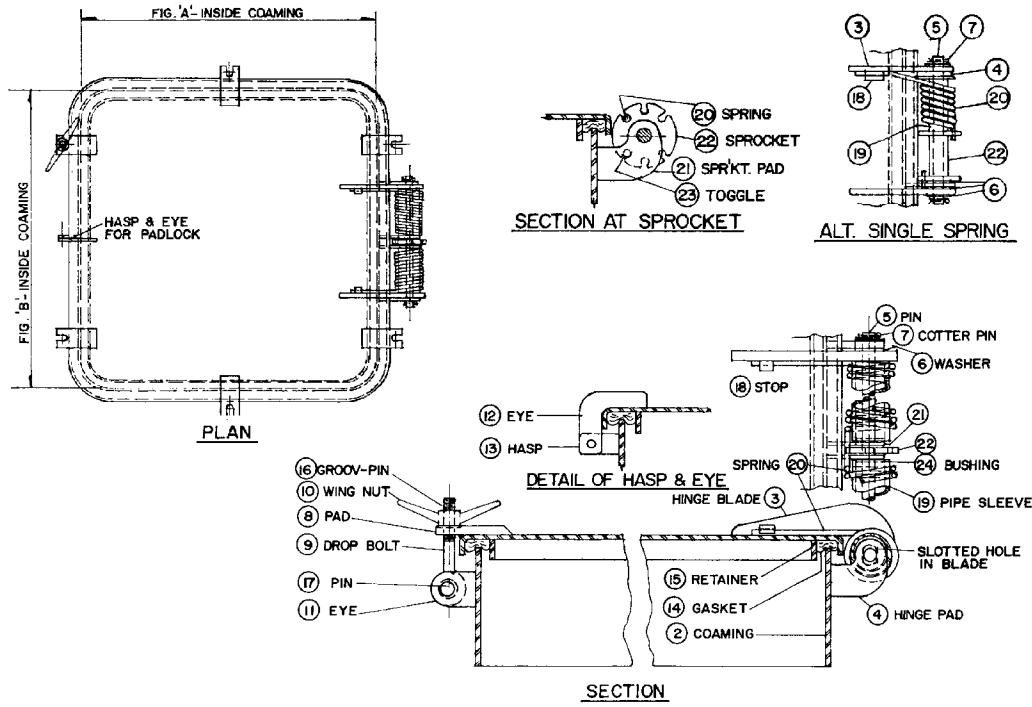 FIG. 'A'- INSIDE COAMING
FIG. 'B'- INSIDE COAMING
HASP & EYE
FOR PADLOCK
PLAN
20 SPRING
22 SPROCKET
21 SPR'KT. PAD
23 TOGGLE
SECTION AT SPROCKET
3
5
7
4
18
20
19
22
6
ALT. SINGLE SPRING
5 PIN
7 COTTER PIN
6 WASHER
18 STOP
21
22
SPRING 20
24 BUSHING
19 PIPE SLEEVE
12 EYE
13 HASP
DETAIL OF HASP & EYE
HINGE BLADE 3
16 GROOV-PIN
10 WING NUT
8 PAD
9 DROP BOLT
17 PIN
11 EYE
15 RETAINER
14 GASKET
2 COAMING
SLOTTED HOLE
IN BLADE
4 HINGE PAD
SECTION